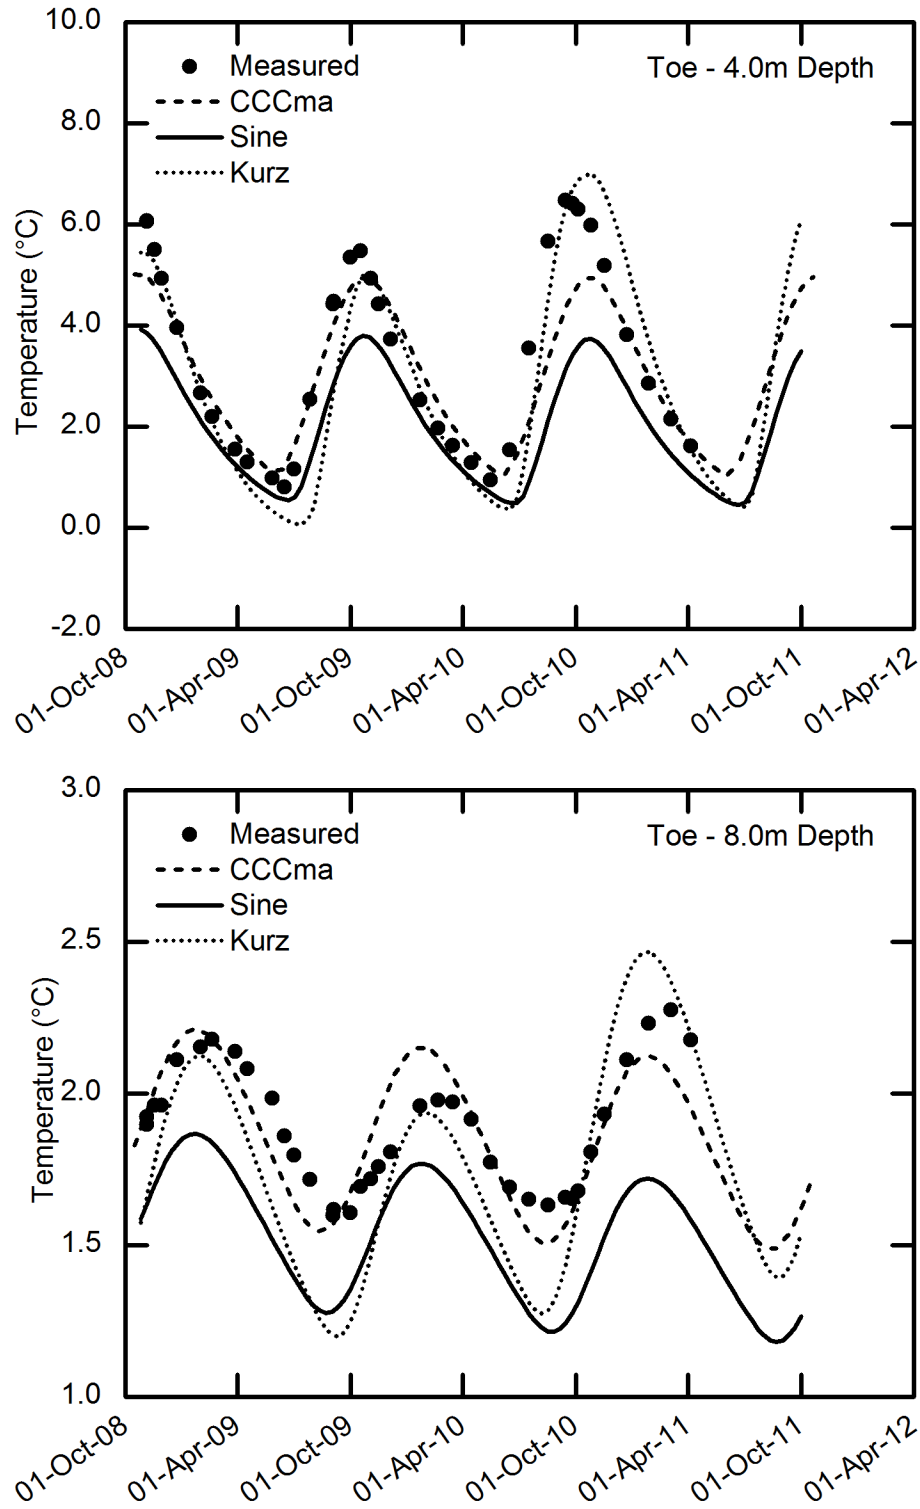 10.0
8.0
6.0
4.0
2.0
0.0
-2.0
Temperature (°C)
Measured
CCCma
Sine
Kurz
Toe - 4.0m Depth
01-Oct-08
01-Apr-09
01-Oct-09
01-Apr-10
01-Oct-10
01-Apr-11
01-Oct-11
01-Apr-12
3.0
2.5
2.0
1.5
1.0
Temperature (°C)
Measured
CCCma
Sine
Kurz
Toe - 8.0m Depth
01-Oct-08
01-Apr-09
01-Oct-09
01-Apr-10
01-Oct-10
01-Apr-11
01-Oct-11
01-Apr-12